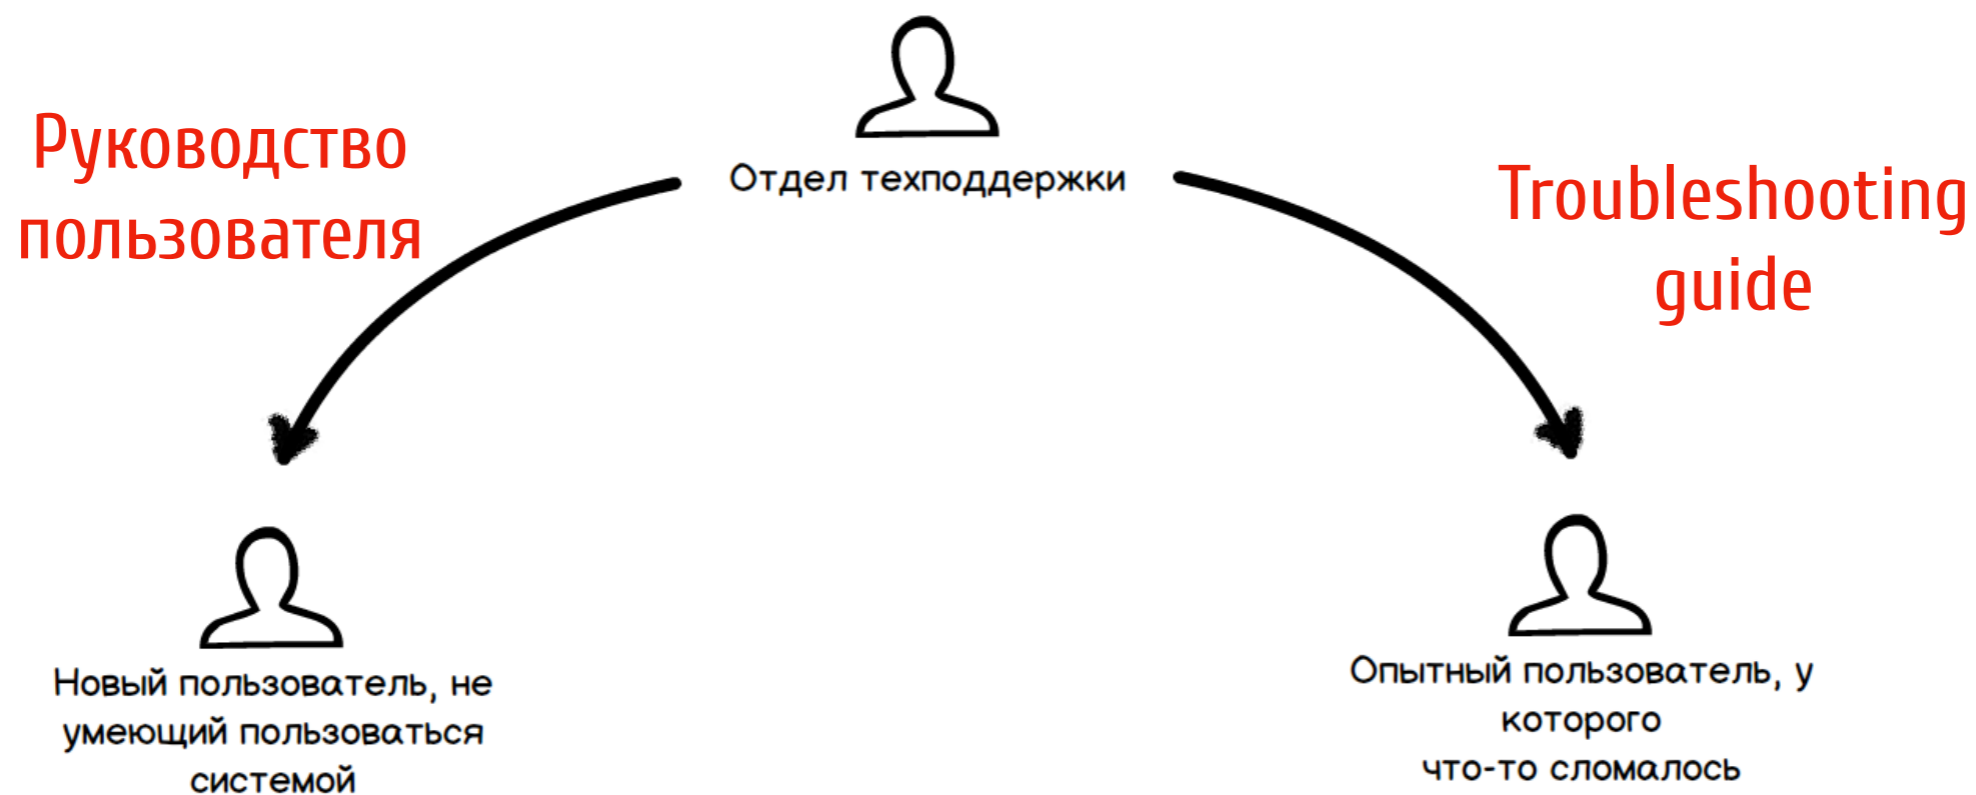 Отдел техподдержки
Руководство
пользователя
Troubleshooting
guide
Новый пользователь, не
умеющий пользоваться
системой
Опытный пользователь, у
которого
что-то сломалось